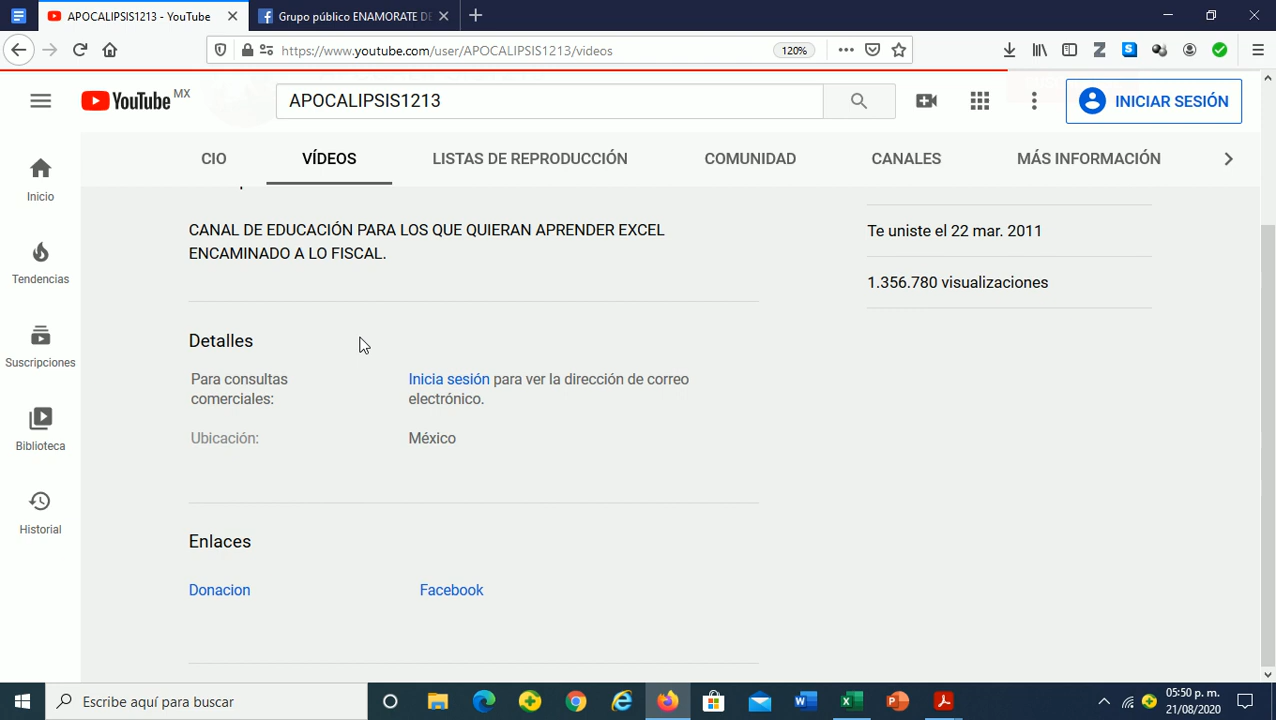 APOCALIPSIS1213 - YouTube
Grupo público ENAMORATE DE
https://www.youtube.com/user/APOCALIPSIS1213/videos
120%
YouTube MX
APOCALIPSIS1213
INICIAR SESIÓN
CIO
VÍDEOS
LISTAS DE REPRODUCCIÓN
COMUNIDAD
CANALES
MÁS INFORMACIÓN
Inicio
Tendencias
Suscripciones
Biblioteca
Historial
CANAL DE EDUCACIÓN PARA LOS QUE QUIERAN APRENDER EXCEL
ENCAMINADO A LO FISCAL.
Te uniste el 22 mar. 2011
1.356.780 visualizaciones
Detalles
Para consultas
comerciales:
Inicia sesión para ver la dirección de correo
electrónico.
Ubicación:
México
Enlaces
Donacion
Facebook
Escribe aquí para buscar
05:50 p. m.
21/08/2020